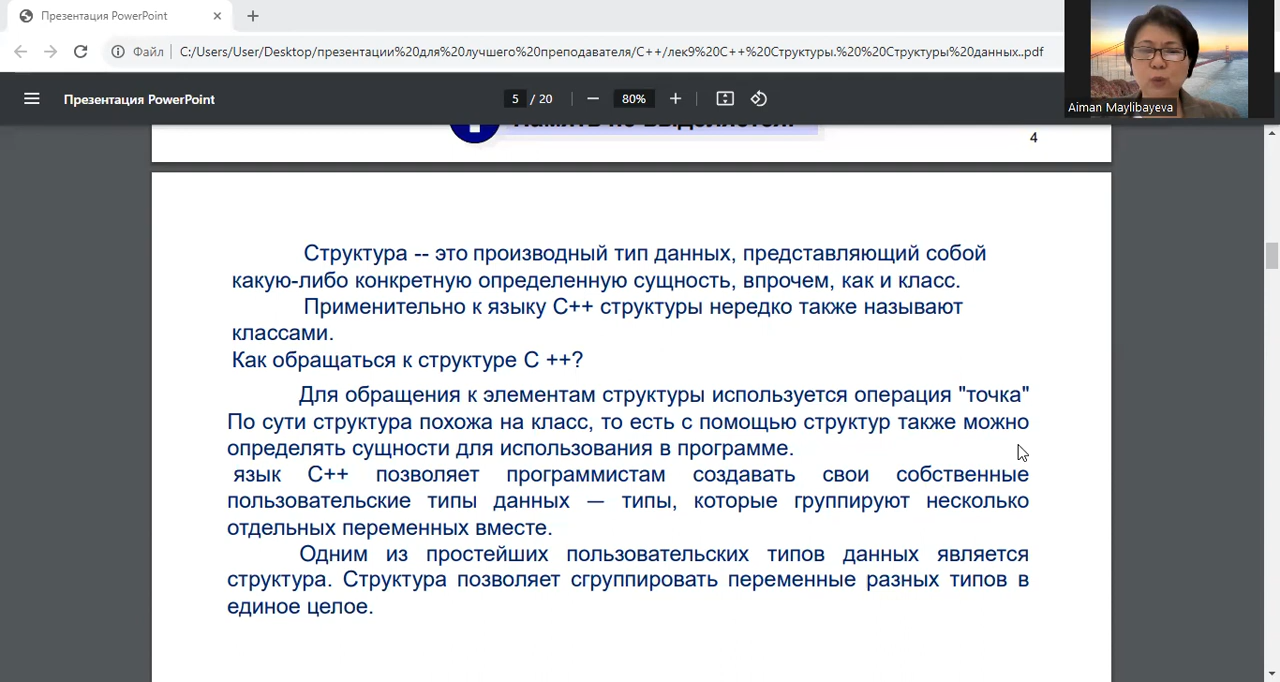 Презентация PowerPoint
Файл
C:/Users/User/Desktop/презентации%20для%20лучшего%20преподавателя/C++/лек9%20C++%20Структуры.%20%20Структуры%20данных..pdf
Презентация PowerPoint
5 / 20
80%
Aiman Maylibayeva
4
Структура -- это производный тип данных, представляющий собой
какую-либо конкретную определенную сущность, впрочем, как и класс.
Применительно к языку С++ структуры нередко также называют
классами.
Как обращаться к структуре С ++?
Для обращения к элементам структуры используется операция "точка"
По сути структура похожа на класс, то есть с помощью структур также можно
определять сущности для использования в программе.
язык С++ позволяет программистам создавать свои собственные
пользовательские типы данных — типы, которые группируют несколько
отдельных переменных вместе.
Одним из простейших пользовательских типов данных является
структура. Структура позволяет сгруппировать переменные разных типов в
единое целое.